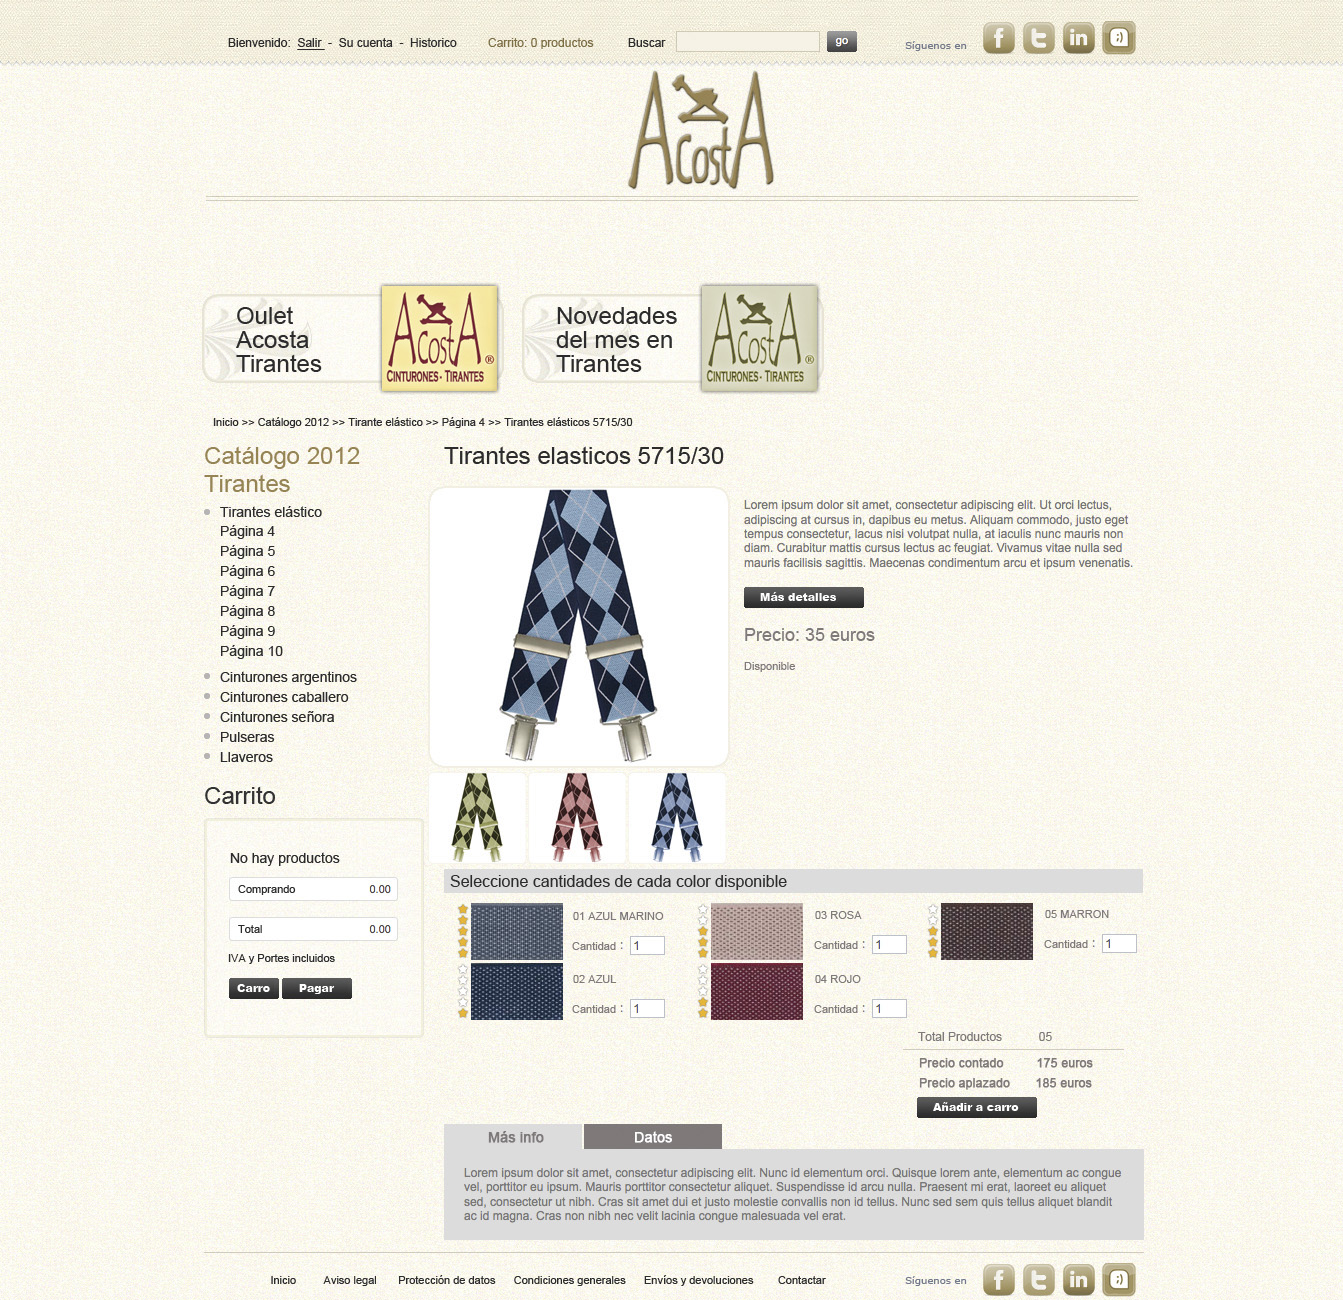 Bienvenido: Salir - Su cuenta - Historico Carrito: 0 productos Buscar go Síguenos en
AcostA
Oulet
Acosta
Tirantes
AcostA ®
CINTURONES - TIRANTES
Novedades
del mes en
Tirantes
AcostA ®
CINTURONES - TIRANTES
Inicio >> Catálogo 2012 >> Tirante elástico >> Página 4 >> Tirantes elásticos 5715/30
Catálogo 2012
Tirantes
Tirantes elástico
Página 4
Página 5
Página 6
Página 7
Página 8
Página 9
Página 10
Cinturones argentinos
Cinturones caballero
Cinturones señora
Pulseras
Llaveros
Carrito
No hay productos
Comprando 0.00
Total 0.00
IVA y Portes incluidos
Carro Pagar
Tirantes elasticos 5715/30
Lorem ipsum dolor sit amet, consectetur adipiscing elit. Ut orci lectus,
adipiscing at cursus in, dapibus eu metus. Aliquam commodo, justo eget
tempus consectetur, lacus nisi volutpat nulla, at iaculis nunc mauris non
diam. Curabitur mattis cursus lectus ac feugiat. Vivamus vitae nulla sed
mauris facilisis sagittis. Maecenas condimentum arcu et ipsum venenatis.
Más detalles
Precio: 35 euros
Disponible
Seleccione cantidades de cada color disponible
01 AZUL MARINO
Cantidad : 1
03 ROSA
Cantidad : 1
05 MARRON
Cantidad : 1
02 AZUL
Cantidad : 1
04 ROJO
Cantidad : 1
Total Productos 05
Precio contado 175 euros
Precio aplazado 185 euros
Añadir a carro
Más info Datos
Lorem ipsum dolor sit amet, consectetur adipiscing elit. Nunc id elementum orci. Quisque lorem ante, elementum ac congue
vel, porttitor eu ipsum. Mauris porttitor consectetur aliquet. Suspendisse id arcu nulla. Praesent mi erat, laoreet eu aliquet
sed, consectetur ut nibh. Cras sit amet dui et justo molestie convallis non id tellus. Nunc sed sem quis tellus aliquet blandit
ac id magna. Cras non nibh nec velit lacinia congue malesuada vel erat.
Inicio Aviso legal Protección de datos Condiciones generales Envíos y devoluciones Contactar Síguenos en